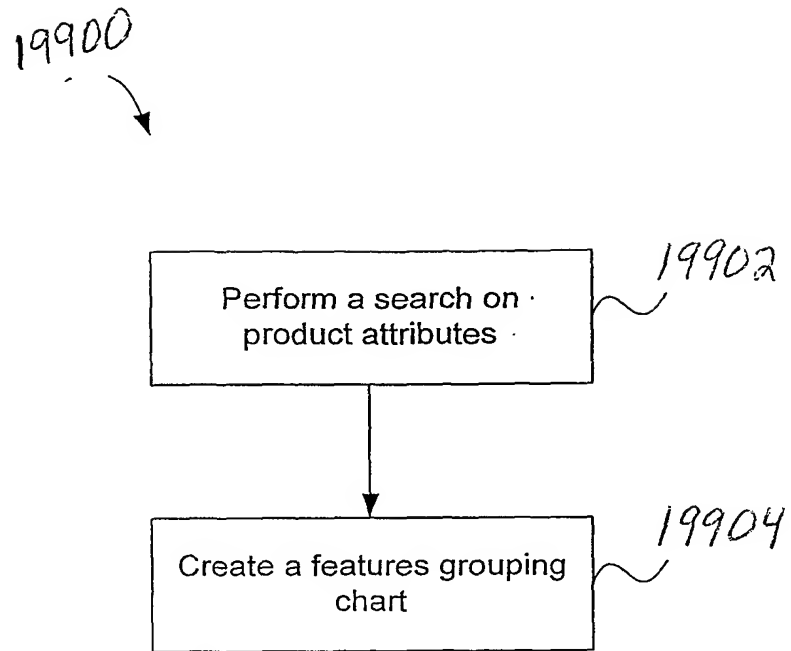 19900
Perform a search on
product attributes
19902
Create a features grouping
chart
19904